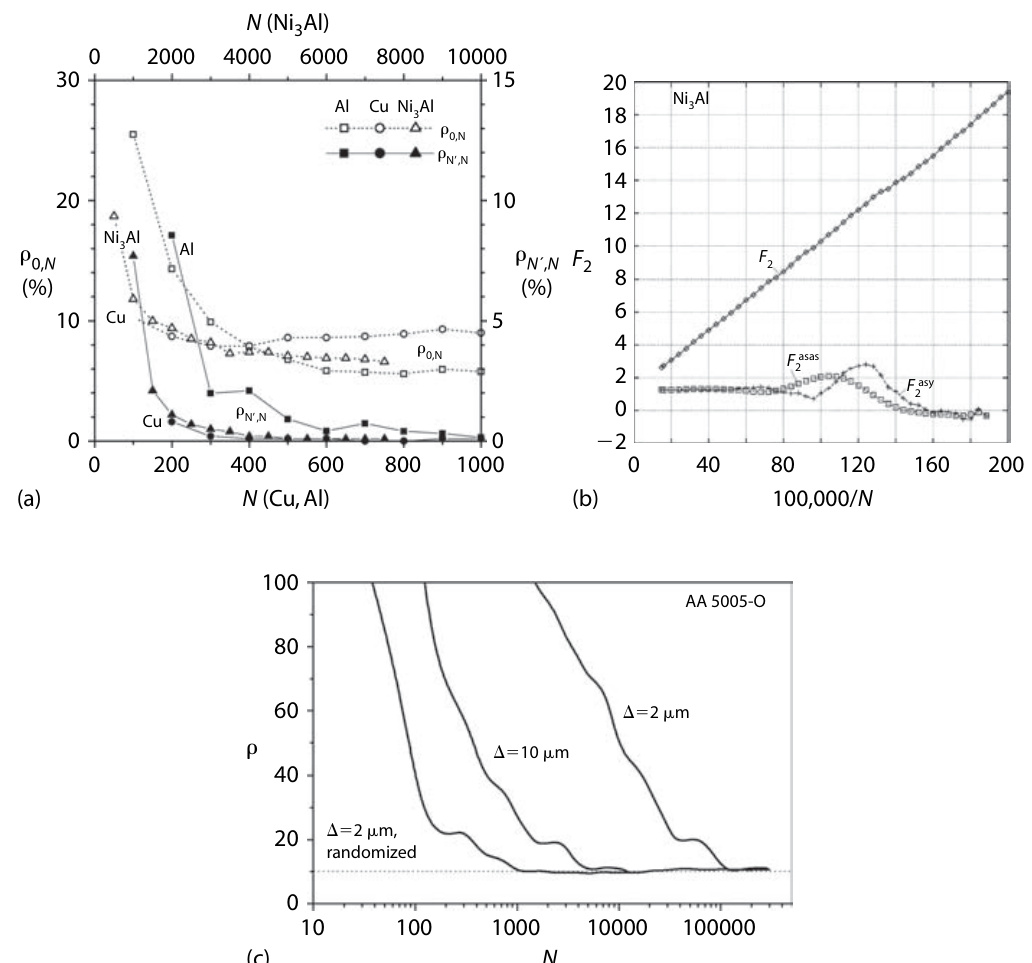 N (Ni3Al)
0 2000 4000 6000 8000 10000
30 15
Al Cu Ni3Al
ρ0,N
ρN′,N
20 10
Ni3Al
Al
ρ0,N
(%)
ρN′,N
(%)
Cu
10 5
ρ0,N
ρN′,N
Cu
0 0
0 200 400 600 800 1000
(a) N (Cu, Al)
20
Ni3Al
18
16
14
12
F2
10
F2
8
6
4
F2asas
F2asy
2
0
−2
0 40 80 120 160 200
(b) 100,000/N
100
AA 5005-O
80
60
Δ=2 μm
ρ
Δ=10 μm
40
Δ=2 μm,
randomized
20
0
10 100 1000 10000 100000
(c) N